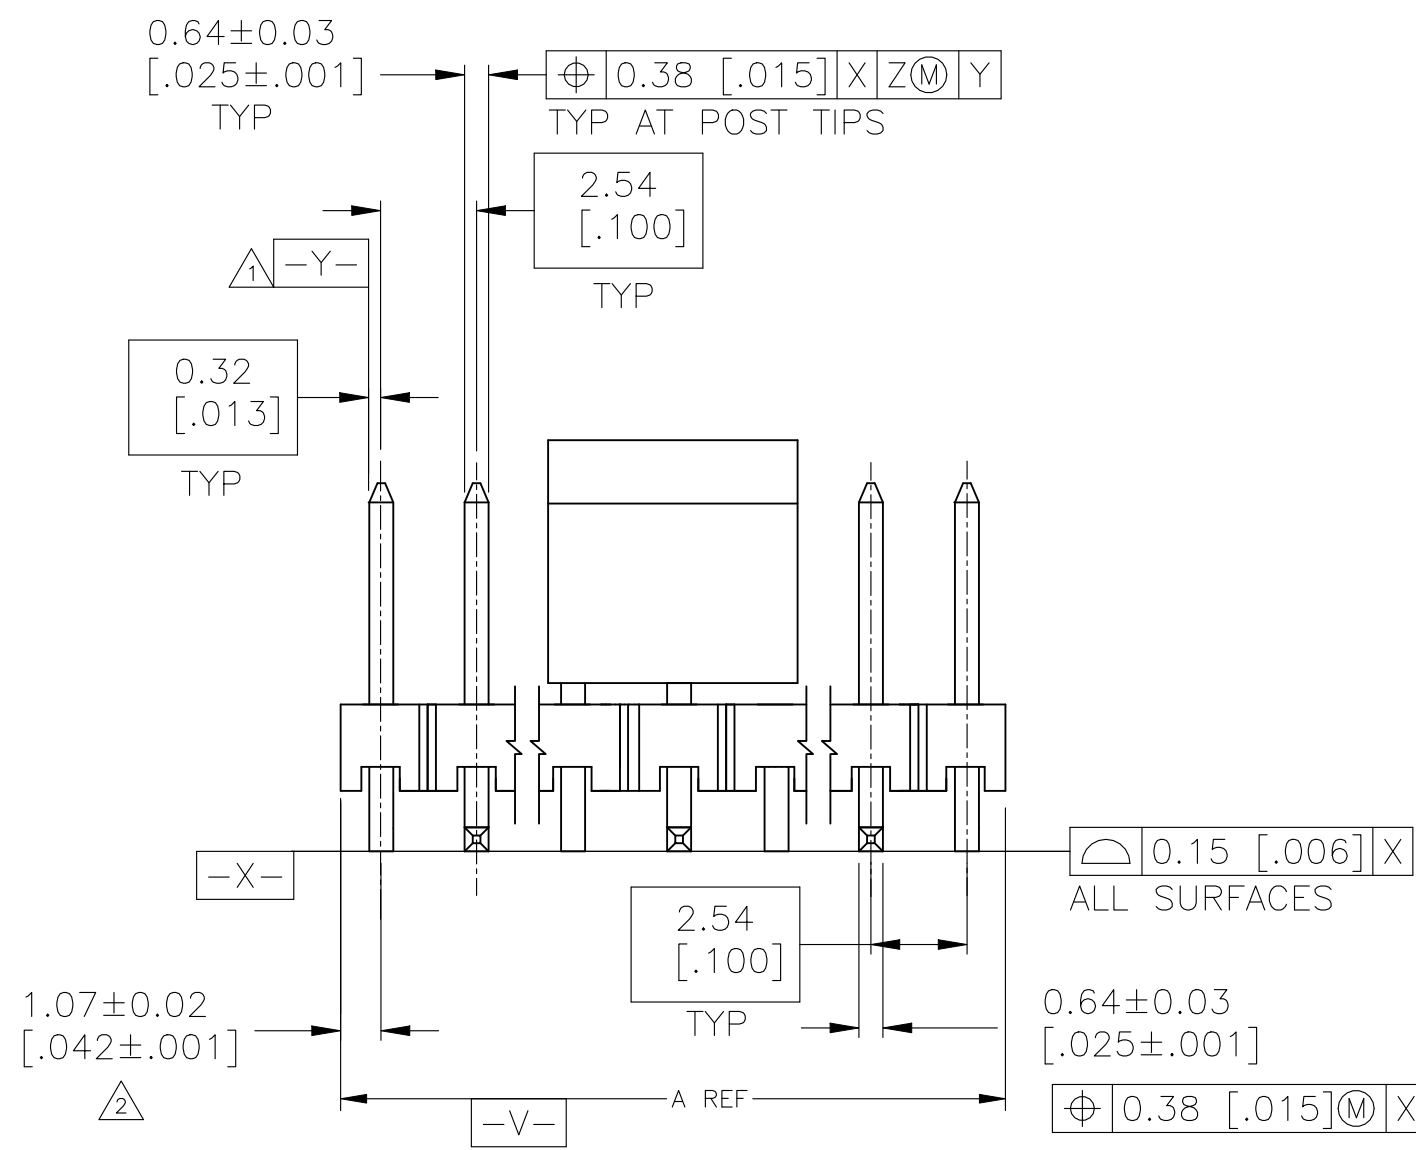 0.64±0.03
[.025±.001]
TYP
⌖ 0.38 [.015] X ZⓂ Y
TYP AT POST TIPS
2.54
[.100]
TYP
1 -Y-
0.32
[.013]
TYP
-X-
⌓ 0.15 [.006] X
ALL SURFACES
2.54
[.100]
TYP
1.07±0.02
[.042±.001]
2
0.64±0.03
[.025±.001]
⌖ 0.38 [.015]Ⓜ X
A REF
-V-